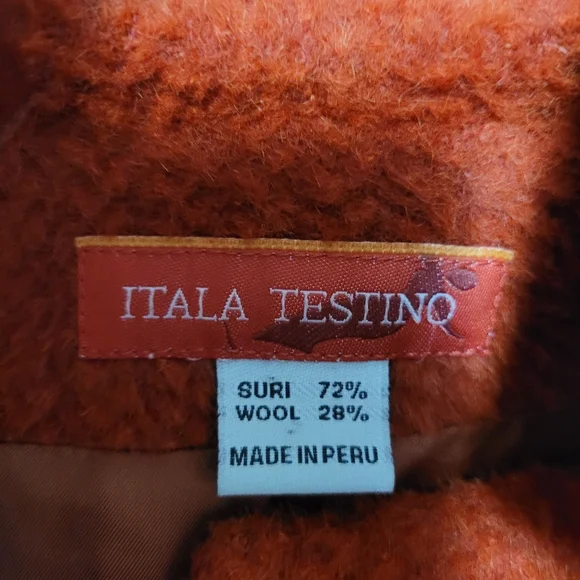 ITALA TESTINO
SURI 72%
WOOL 28%
MADE IN PERU